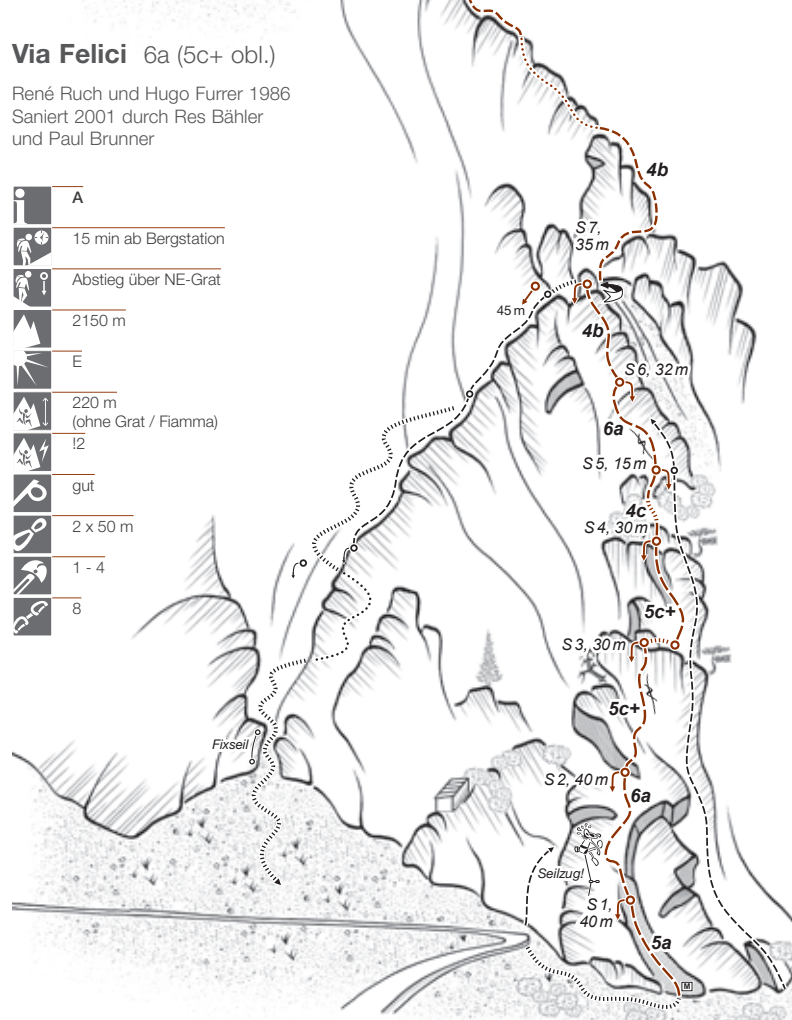 Via Felici 6a (5c+ obl.)
René Ruch und Hugo Furrer 1986
Saniert 2001 durch Res Bähler
und Paul Brunner
A
15 min ab Bergstation
Abstieg über NE-Grat
2150 m
E
220 m
(ohne Grat / Fiamma)
!2
gut
2 x 50 m
1 - 4
8
4b
S 7,
35 m
45 m
4b
S 6, 32 m
6a
S 5, 15 m
4c
S 4, 30 m
5c+
S 3, 30 m
5c+
Fixseil
S 2, 40 m
6a
Seilzug!
S 1,
40 m
5a
M